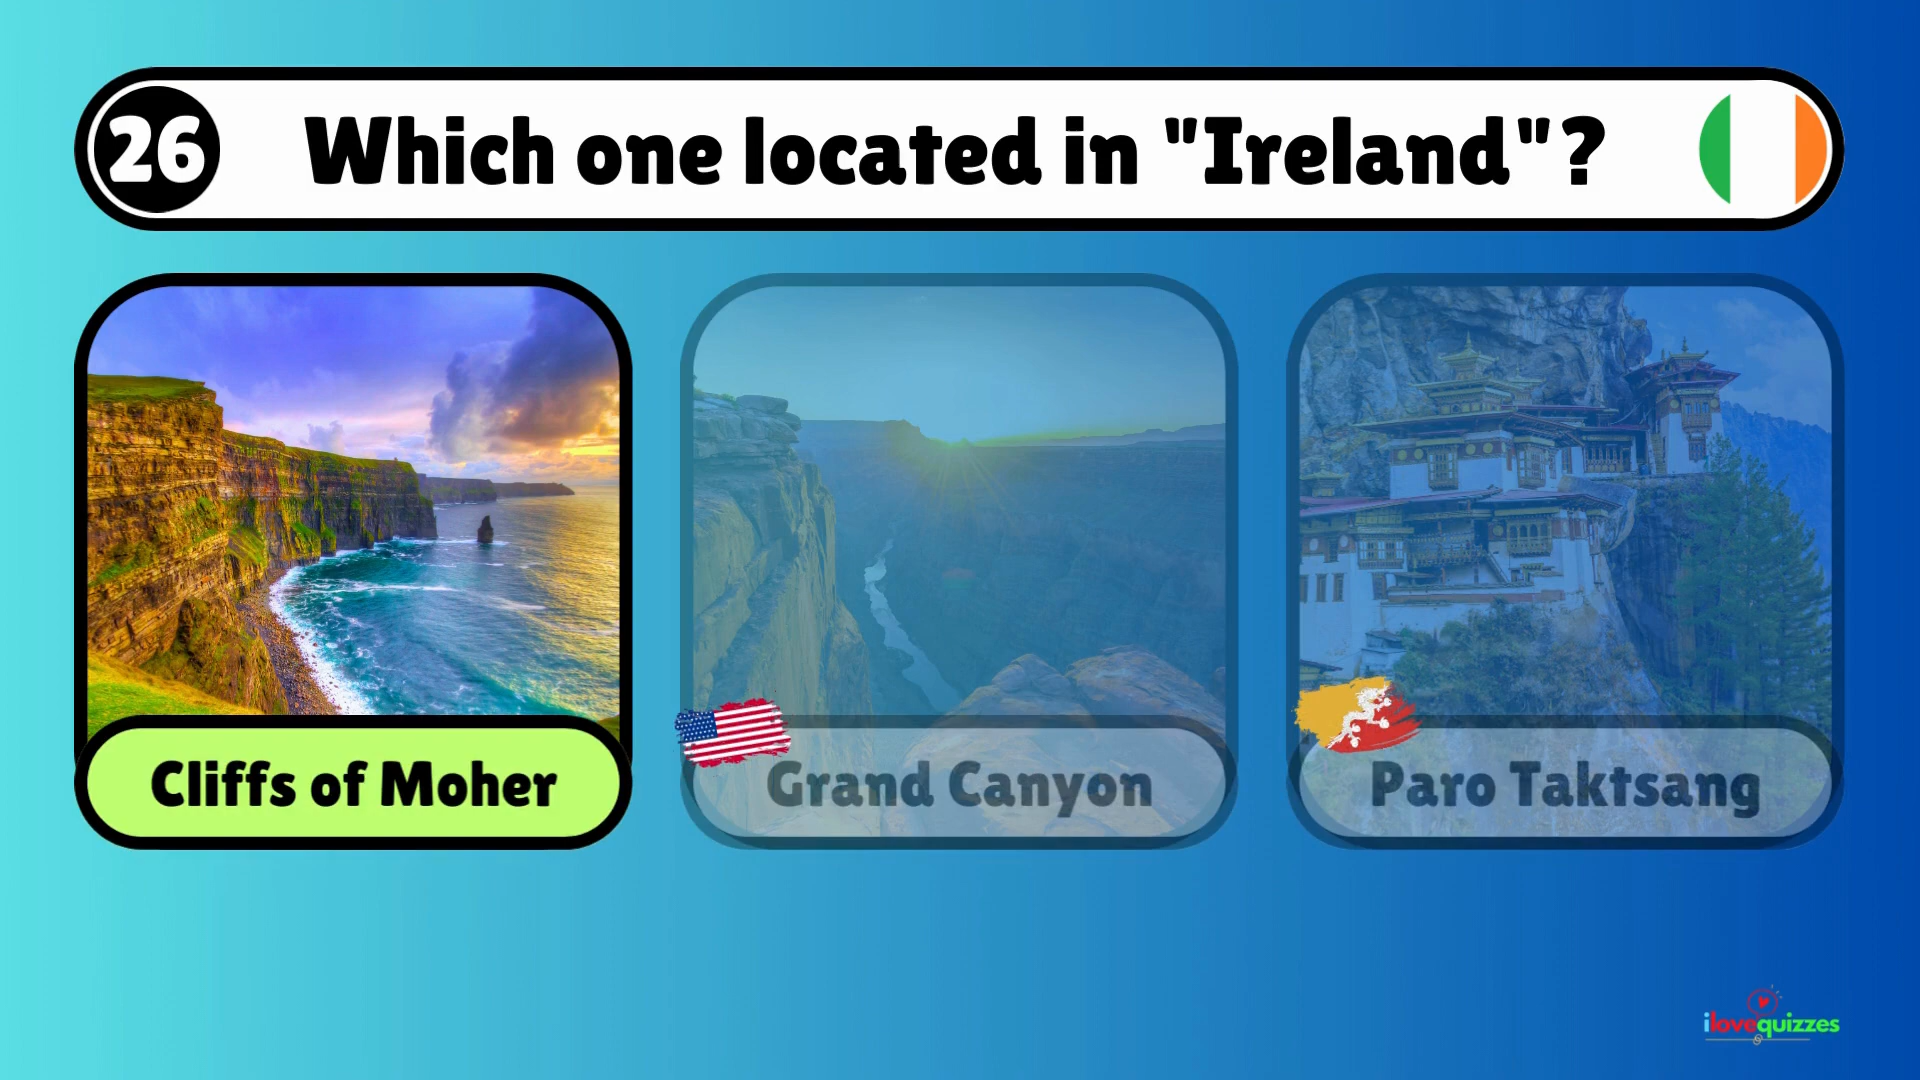 26
Which one located in "Ireland"?
Cliffs of Moher
Grand Canyon
Paro Taktsang
ilovequizzes